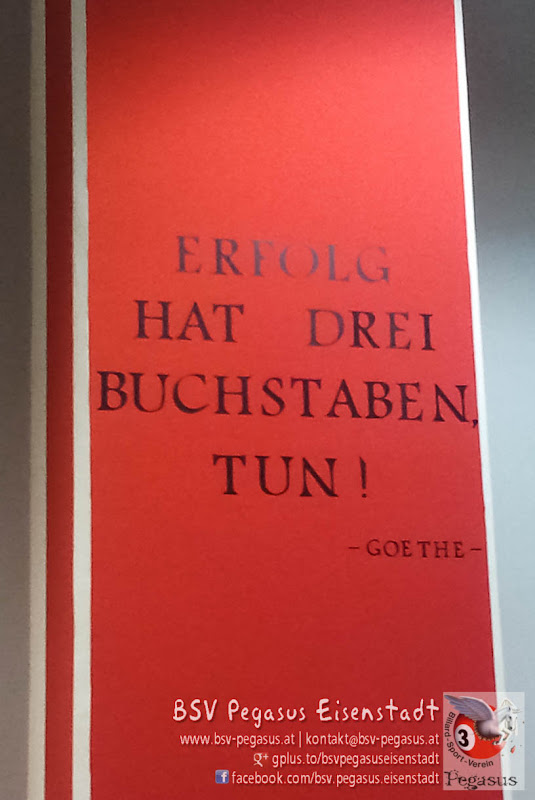 ERFOLG
HAT DREI
BUCHSTABEN,
TUN!
-GOETHE-
BSV Pegasus Eisenstadt
www.bsv-pegasus.at | kontakt@bsv-pegasus.at
g+ gplus.to/bsvpegasuseisenstadt
f facebook.com/bsv.pegasus.eisenstadt
3
Billard-Sport-Verein
Pegasus